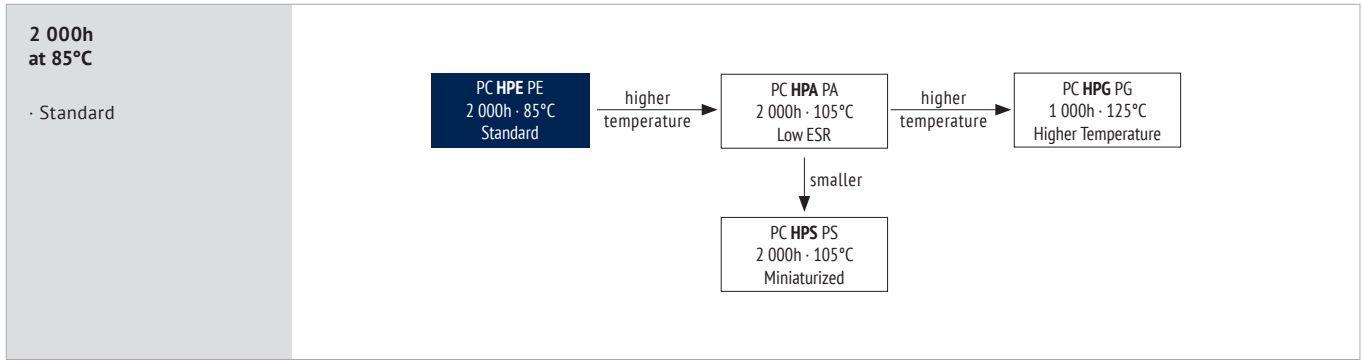 2 000h
at 85°C
· Standard
PC HPE PE
2 000h · 85°C
Standard
higher
temperature
PC HPA PA
2 000h · 105°C
Low ESR
higher
temperature
PC HPG PG
1 000h · 125°C
Higher Temperature
smaller
PC HPS PS
2 000h · 105°C
Miniaturized